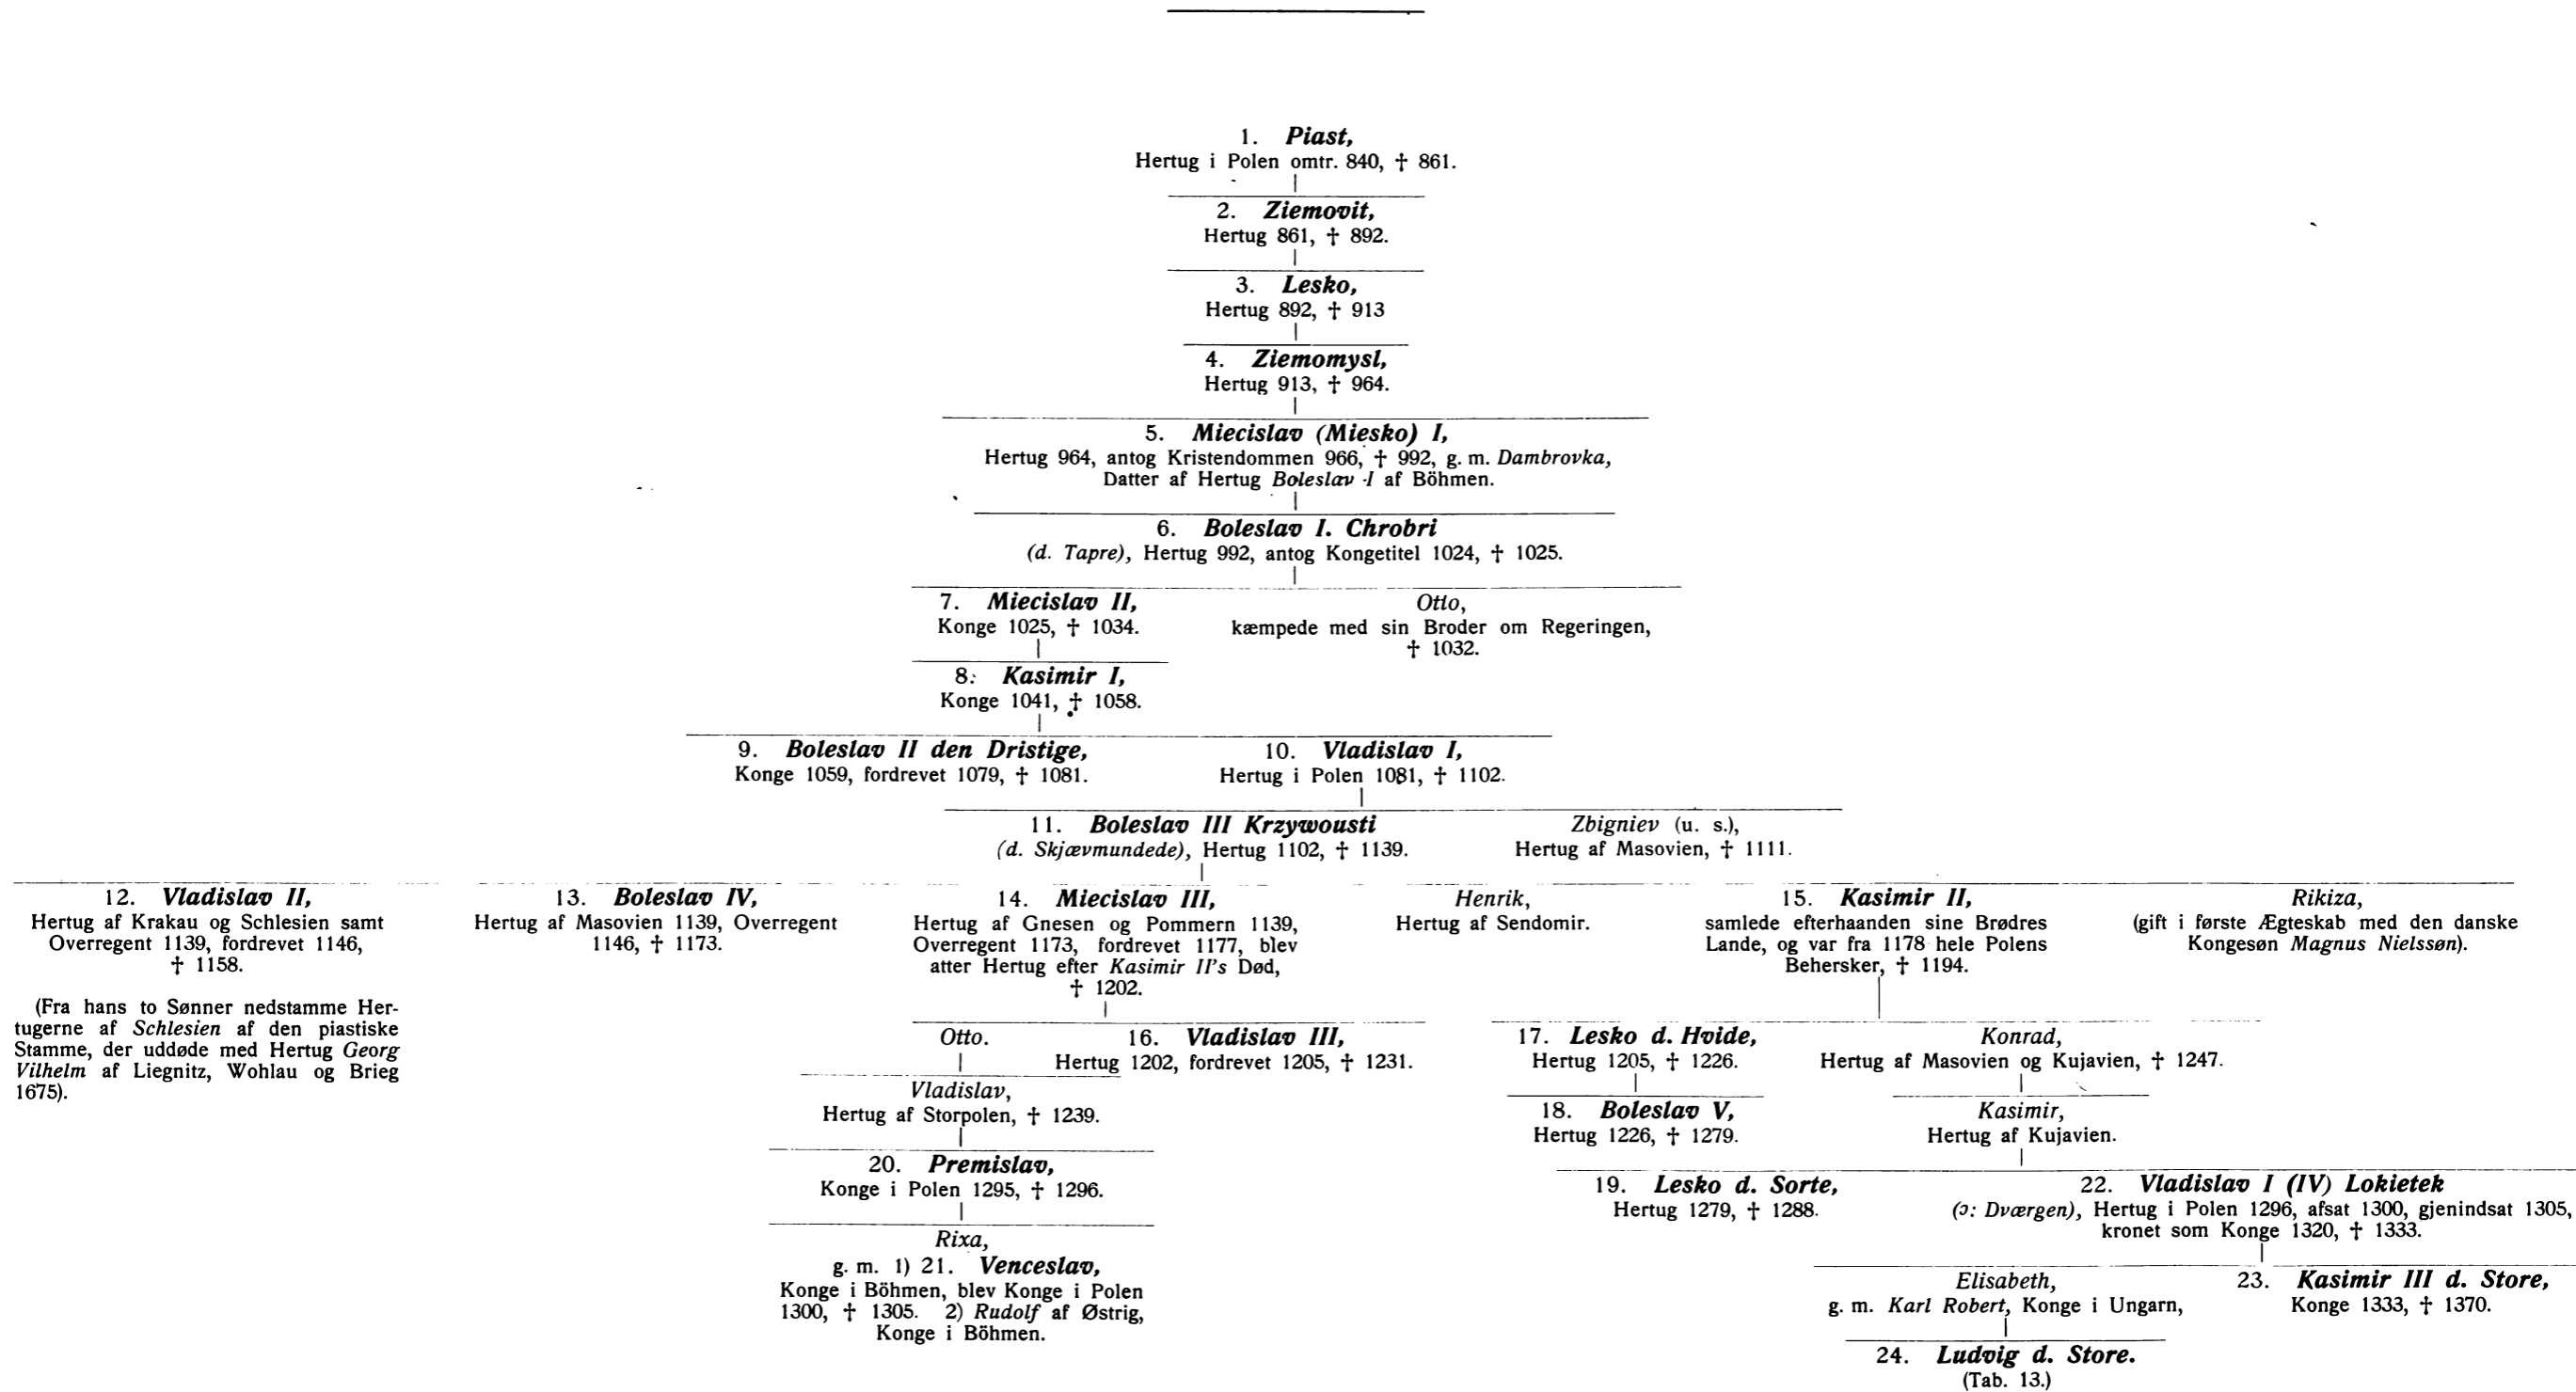 1. Piast,
Hertug i Polen omtr. 840, † 861.
2. Ziemovit,
Hertug 861, † 892.
3. Lesko,
Hertug 892, † 913
4. Ziemomysl,
Hertug 913, † 964.
5. Miecislav (Miesko) I,
Hertug 964, antog Kristendommen 966, † 992, g. m. Dambrovka,
Datter af Hertug Boleslav I af Böhmen.
6. Boleslav I. Chrobri
(d. Tapre), Hertug 992, antog Kongetitel 1024, † 1025.
7. Miecislav II,
Konge 1025, † 1034.
Otto,
kæmpede med sin Broder om Regeringen,
† 1032.
8. Kasimir I,
Konge 1041, † 1058.
9. Boleslav II den Dristige,
Konge 1059, fordrevet 1079, † 1081.
10. Vladislav I,
Hertug i Polen 1081, † 1102.
11. Boleslav III Krzywousti
(d. Skjævmundede), Hertug 1102, † 1139.
Zbigniev (u. s.),
Hertug af Masovien, † 1111.
12. Vladislav II,
Hertug af Krakau og Schlesien samt
Overregent 1139, fordrevet 1146,
† 1158.
(Fra hans to Sønner nedstamme Her-
tugerne af Schlesien af den piastiske
Stamme, der uddøde med Hertug Georg
Vilhelm af Liegnitz, Wohlau og Brieg
1675).
13. Boleslav IV,
Hertug af Masovien 1139, Overregent
1146, † 1173.
14. Miecislav III,
Hertug af Gnesen og Pommern 1139,
Overregent 1173, fordrevet 1177, blev
atter Hertug efter Kasimir II's Død,
† 1202.
Henrik,
Hertug af Sendomir.
15. Kasimir II,
samlede efterhaanden sine Brødres
Lande, og var fra 1178 hele Polens
Behersker, † 1194.
Rikiza,
(gift i første Ægteskab med den danske
Kongesøn Magnus Nielssøn).
Otto.
16. Vladislav III,
Hertug 1202, fordrevet 1205, † 1231.
17. Lesko d. Hvide,
Hertug 1205, † 1226.
Konrad,
Hertug af Masovien og Kujavien, † 1247.
Vladislav,
Hertug af Storpolen, † 1239.
18. Boleslav V,
Hertug 1226, † 1279.
Kasimir,
Hertug af Kujavien.
20. Premislav,
Konge i Polen 1295, † 1296.
19. Lesko d. Sorte,
Hertug 1279, † 1288.
22. Vladislav I (IV) Lokietek
(ɔ: Dværgen), Hertug i Polen 1296, afsat 1300, gjenindsat 1305,
kronet som Konge 1320, † 1333.
Rixa,
g. m. 1) 21. Venceslav,
Konge i Böhmen, blev Konge i Polen
1300, † 1305. 2) Rudolf af Østrig,
Konge i Böhmen.
Elisabeth,
g. m. Karl Robert, Konge i Ungarn,
23. Kasimir III d. Store,
Konge 1333, † 1370.
24. Ludvig d. Store.
(Tab. 13.)